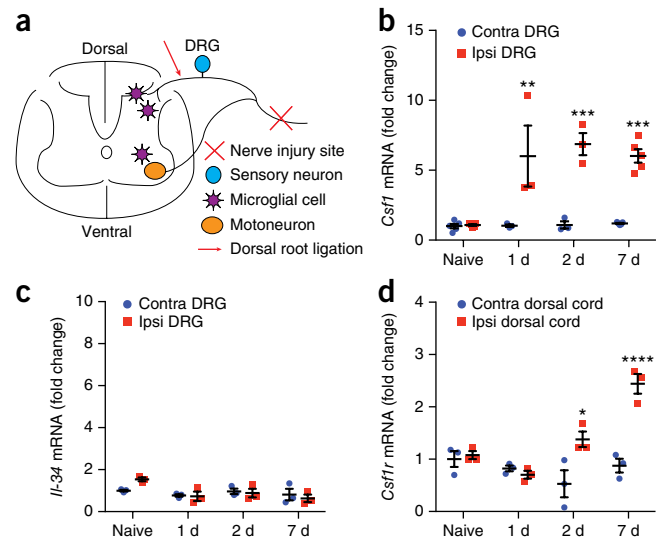 a
Dorsal
DRG
Nerve injury site
Sensory neuron
Microglial cell
Motoneuron
Dorsal root ligation
Ventral
b
Contra DRG
Ipsi DRG
Csf1 mRNA (fold change)
15
10
5
0
**
***
***
Naive 1 d 2 d 7 d
c
Contra DRG
Ipsi DRG
Il-34 mRNA (fold change)
10
8
6
4
2
0
Naive 1 d 2 d 7 d
d
Contra dorsal cord
Ipsi dorsal cord
Csf1r mRNA (fold change)
4
3
2
1
0
*
****
Naive 1 d 2 d 7 d